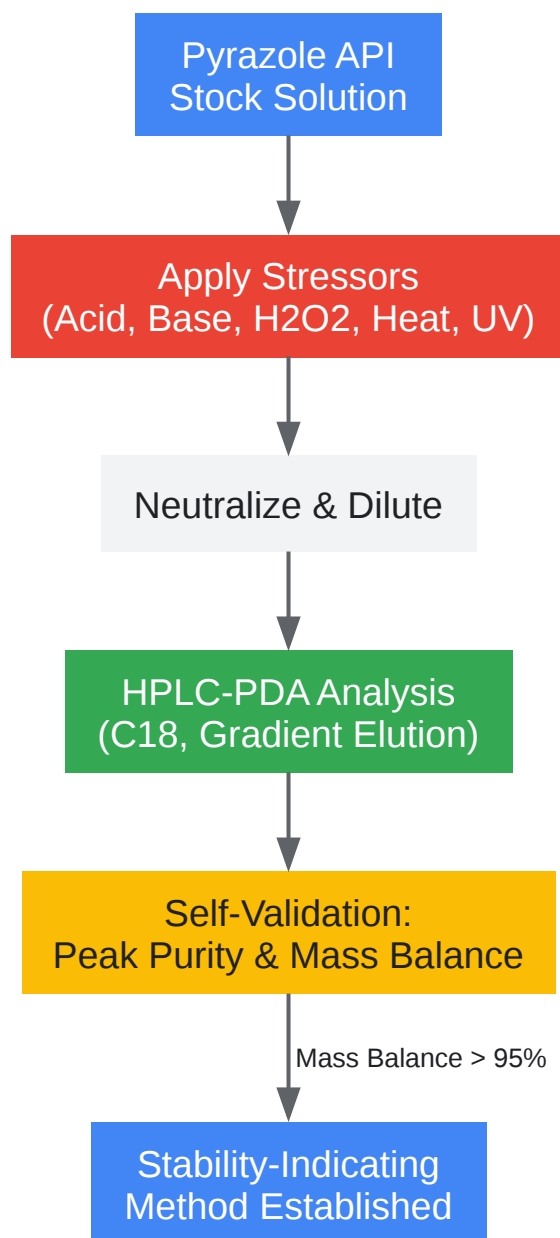 Pyrazole API
Stock Solution
Apply Stressors
(Acid, Base, H2O2, Heat, UV)
Neutralize & Dilute
HPLC-PDA Analysis
(C18, Gradient Elution)
Self-Validation:
Peak Purity & Mass Balance
Mass Balance > 95%
Stability-Indicating
Method Established